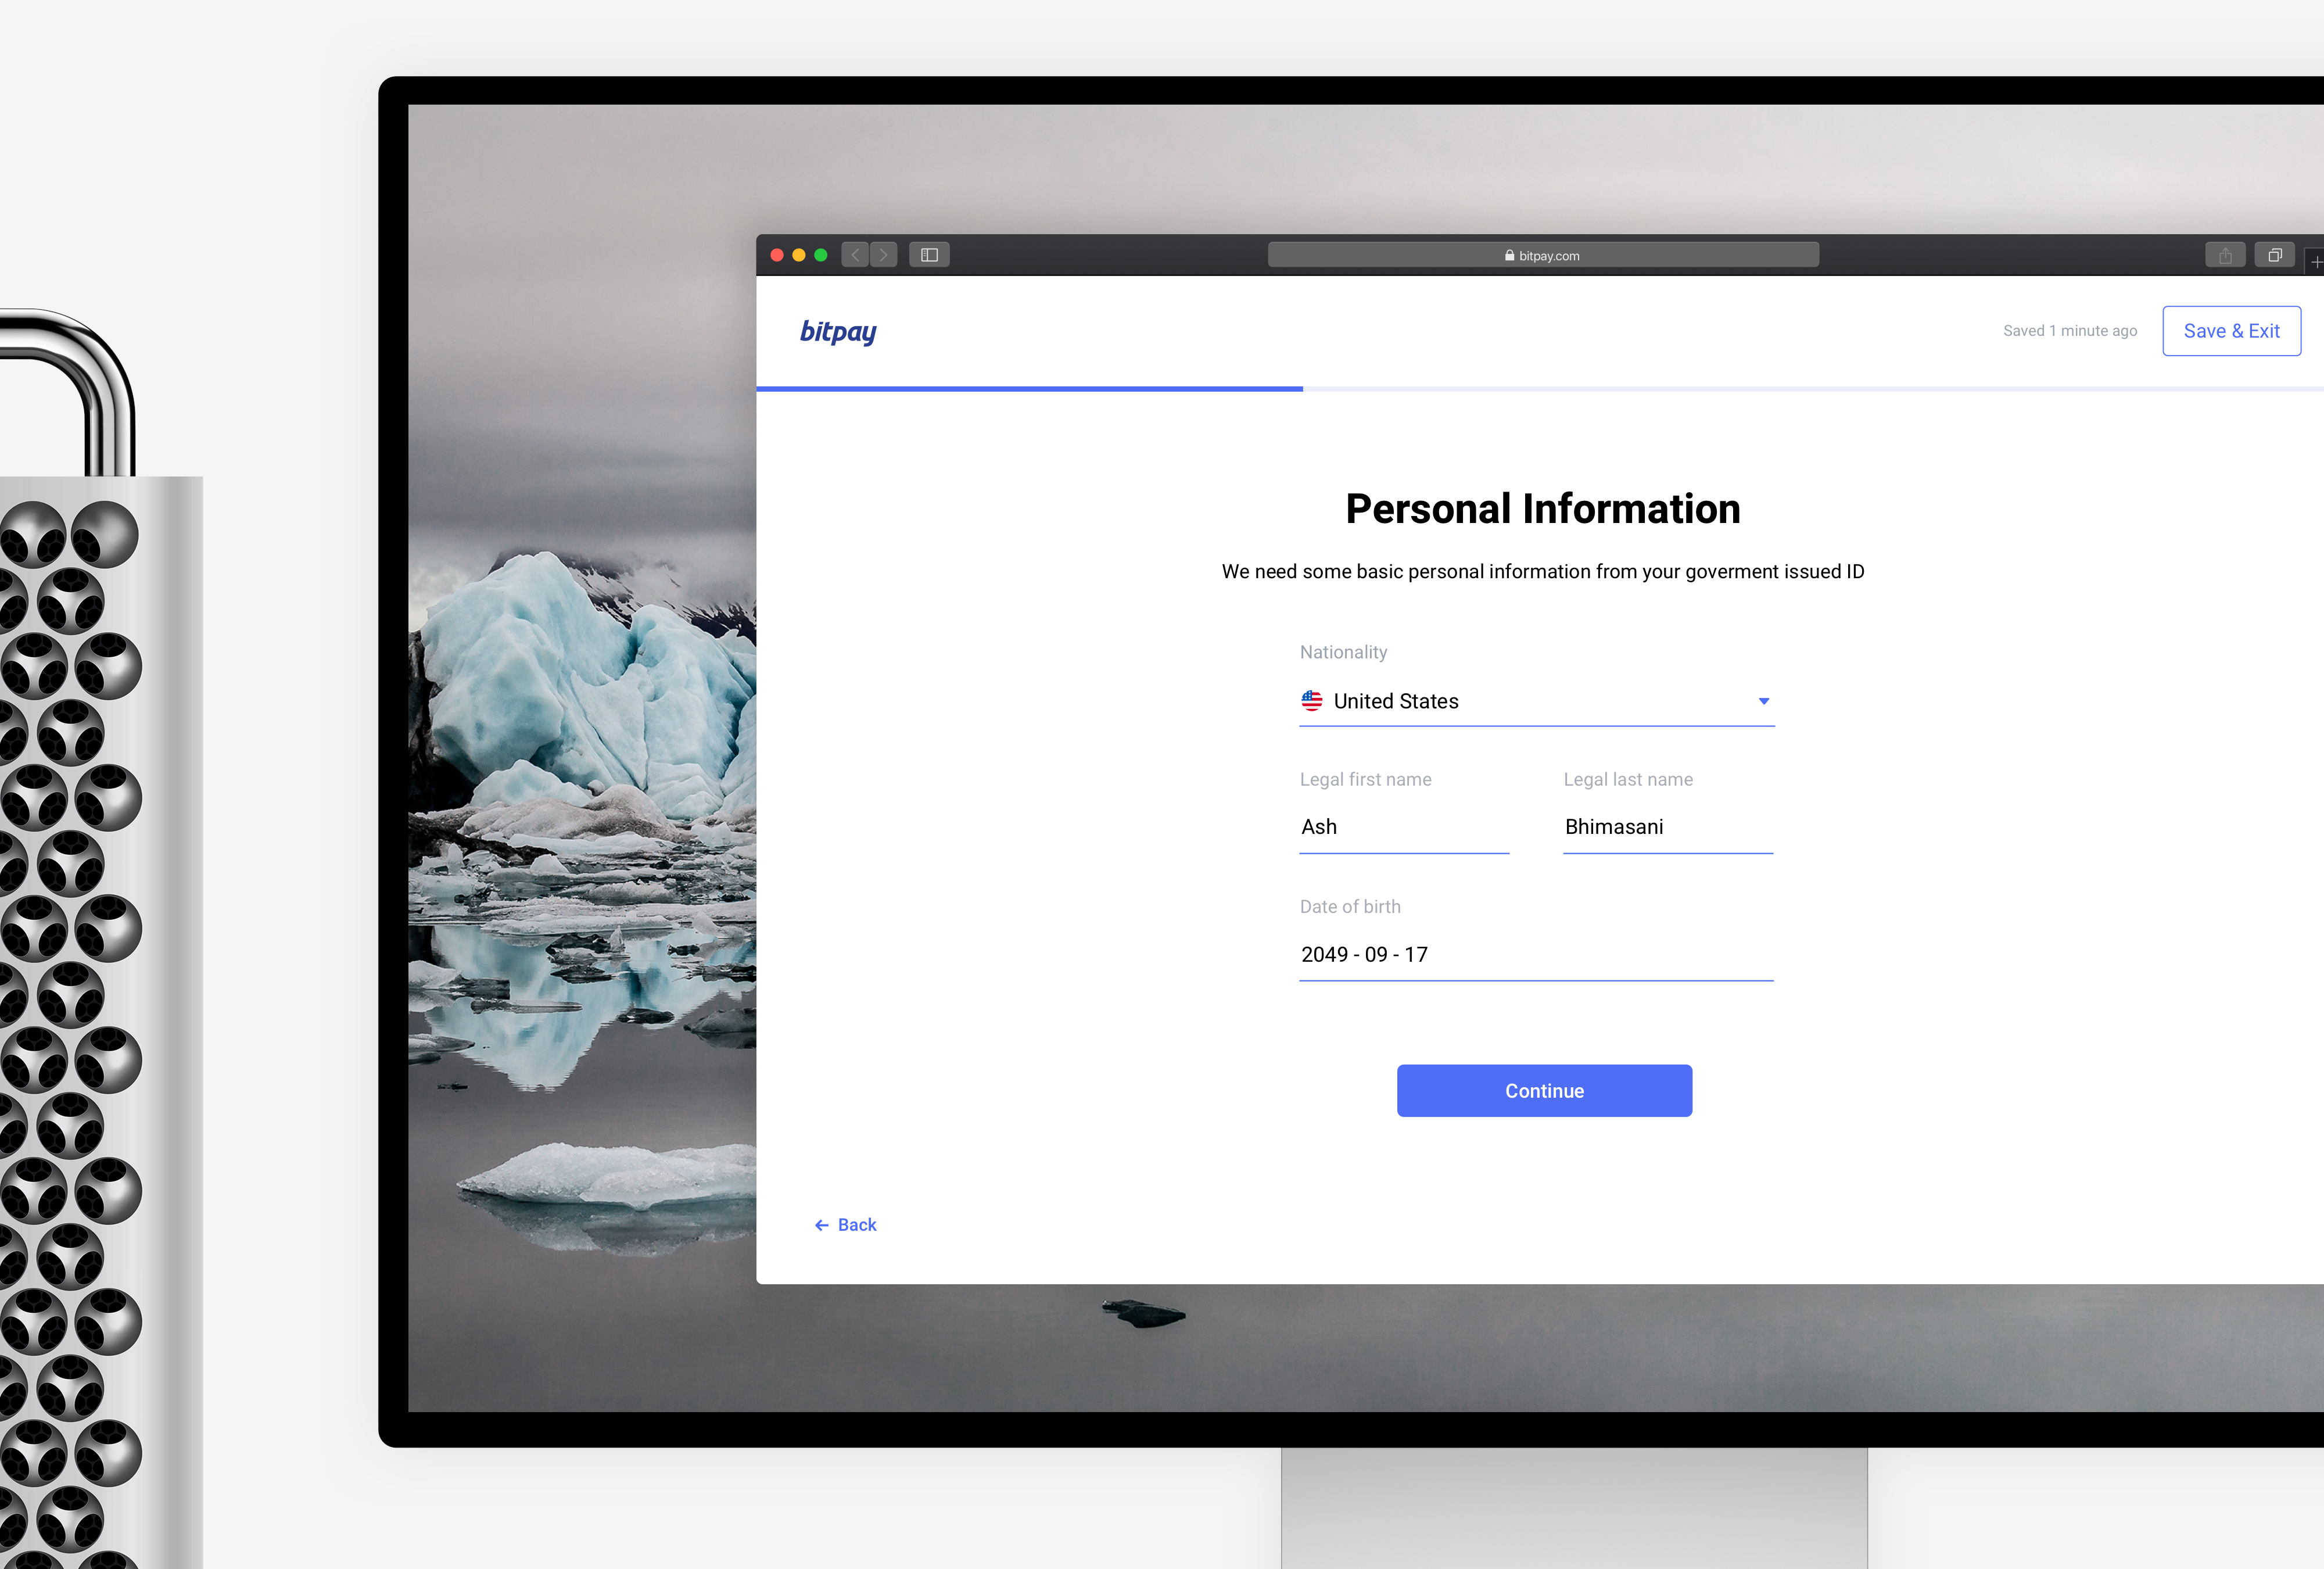 bitpay.com
bitpay
Saved 1 minute ago
Save & Exit
Personal Information
We need some basic personal information from your goverment issued ID
Nationality
United States
Legal first name
Legal last name
Ash
Bhimasani
Date of birth
2049 - 09 - 17
Continue
Back